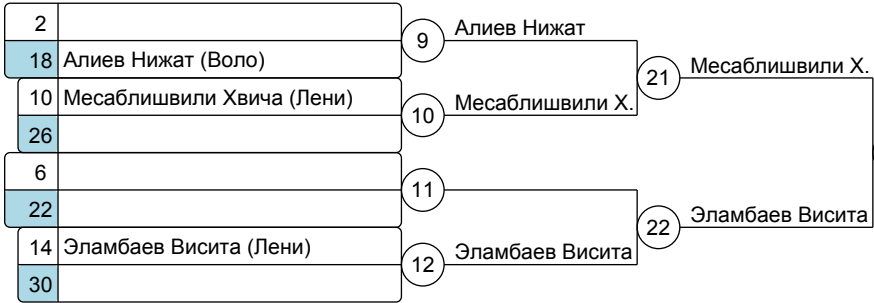 2
18 Алиев Нижат (Воло)
10 Месаблишвили Хвича (Лени)
26
6
22
14 Эламбаев Висита (Лени)
30
9
Алиев Нижат
10
Месаблишвили Х.
11
12
Эламбаев Висита
21
Месаблишвили Х.
22
Эламбаев Висита